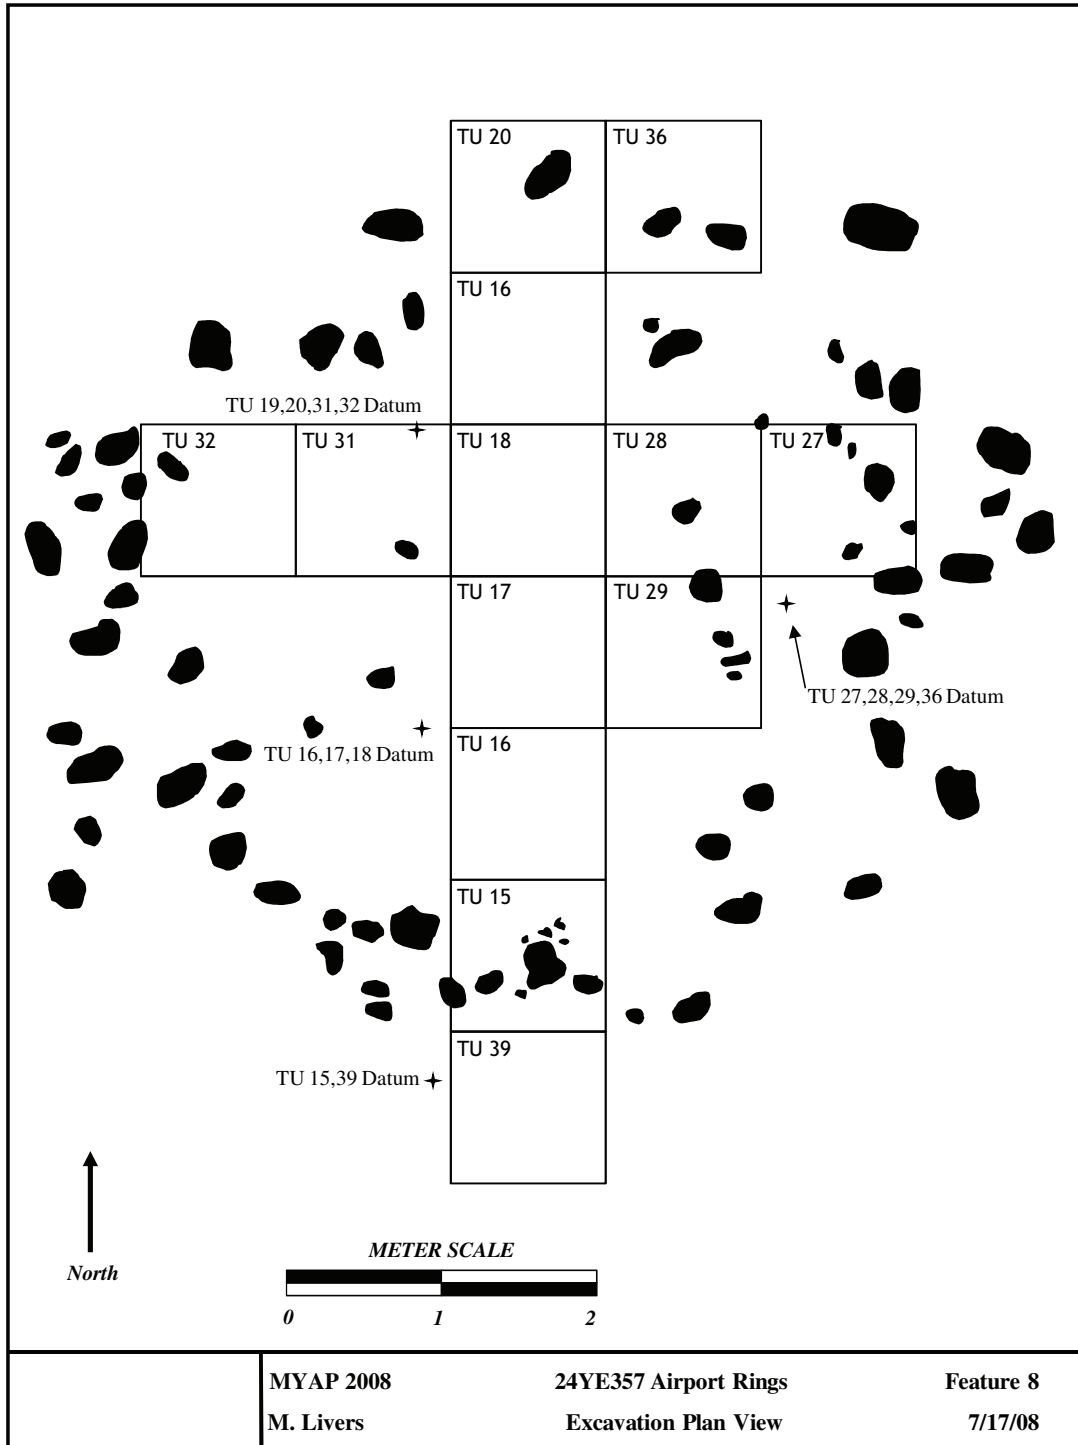 TU 20
TU 36
TU 16
TU 19,20,31,32 Datum
TU 32
TU 31
TU 18
TU 28
TU 27
TU 17
TU 29
TU 27,28,29,36 Datum
TU 16,17,18 Datum
TU 16
TU 15
TU 39
TU 15,39 Datum
METER SCALE
North
0 1 2
MYAP 2008 24YE357 Airport Rings Feature 8
M. Livers Excavation Plan View 7/17/08